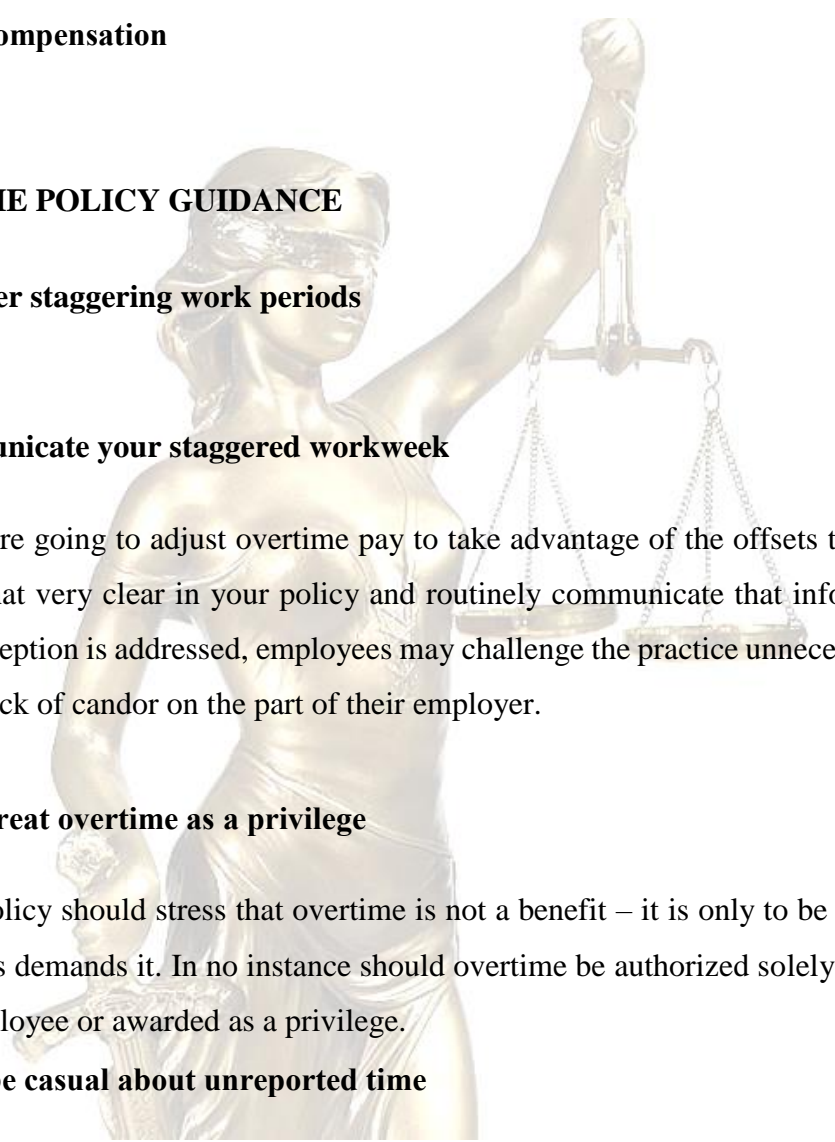 ompensation
IE POLICY GUIDANCE
er staggering work periods
unicate your staggered workweek
re going to adjust overtime pay to take advantage of the offsets t
at very clear in your policy and routinely communicate that info
eption is addressed, employees may challenge the practice unnece
ck of candor on the part of their employer.
reat overtime as a privilege
olicy should stress that overtime is not a benefit – it is only to be
s demands it. In no instance should overtime be authorized solely
ployee or awarded as a privilege.
be casual about unreported time